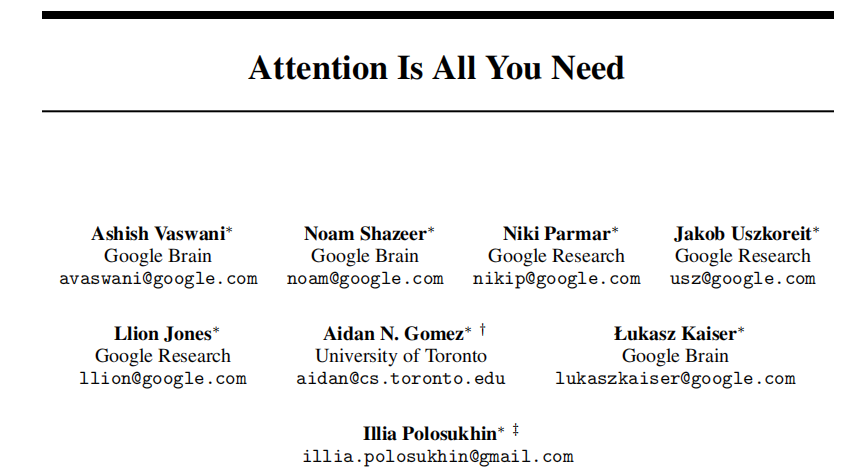 Attention Is All You Need
Ashish Vaswani* Noam Shazeer* Niki Parmar* Jakob Uszkoreit*
Google Brain Google Brain Google Research Google Research
avaswani@google.com noam@google.com nikip@google.com usz@google.com
Llion Jones* Aidan N. Gomez* † Łukasz Kaiser*
Google Research University of Toronto Google Brain
llion@google.com aidan@cs.toronto.edu lukaszkaiser@google.com
Illia Polosukhin* ‡
illia.polosukhin@gmail.com